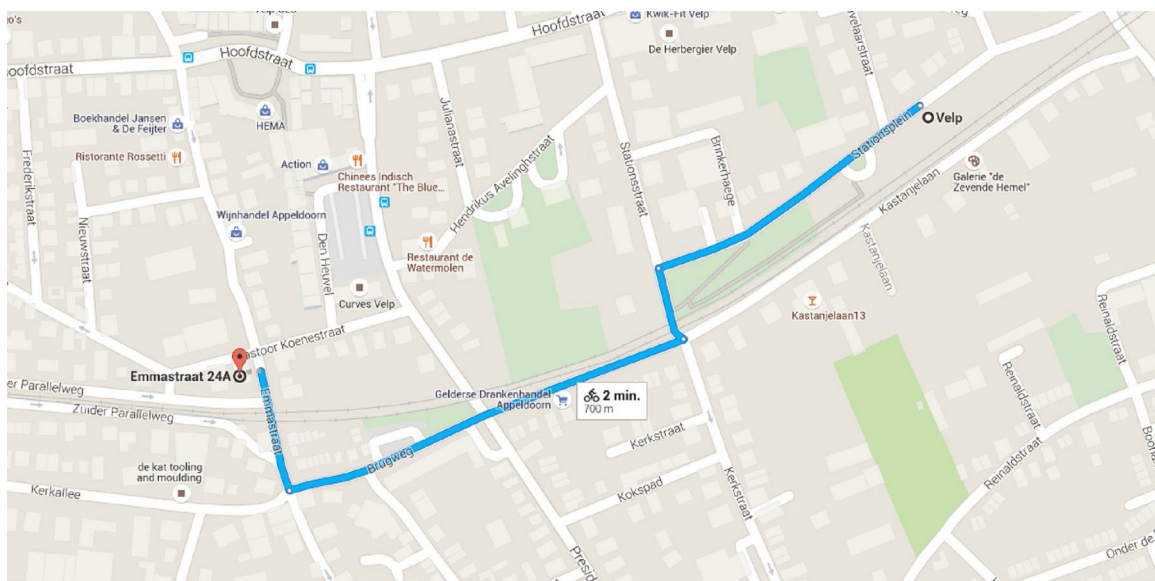 Kwik-Fit Velp
De Herbergier Velp
Hoofdstraat
Hoofdstraat
Hoofdstraat
Boekhandel Jansen
& De Feijter
HEMA
Ristorante Rossetti
Action
Chinees Indisch
Restaurant "The Blue...
Julianastraat
Hendrikus Avelinghstraat
Stationsstraat
Brinkerhaege
Stationsplein
Velp
Galerie "de
Zevende Hemel"
Kastanjelaan
Kastanjelaan
Frederikstraat
Nieuwstraat
Wijnhandel Appeldoorn
Den Heuvel
Restaurant de
Watermolen
Curves Velp
Kastanjelaan13
Reinaldstraat
Emmastraat 24A
Gelderse Drankenhandel
Appeldoorn
2 min.
700 m
Zuider Parallelweg
Emmastraat
Brugweg
Kerkstraat
Kerkstraat
Kokspad
Reinaldstraat
Reinaldstraat
de kat tooling
and moulding
Kerkallee